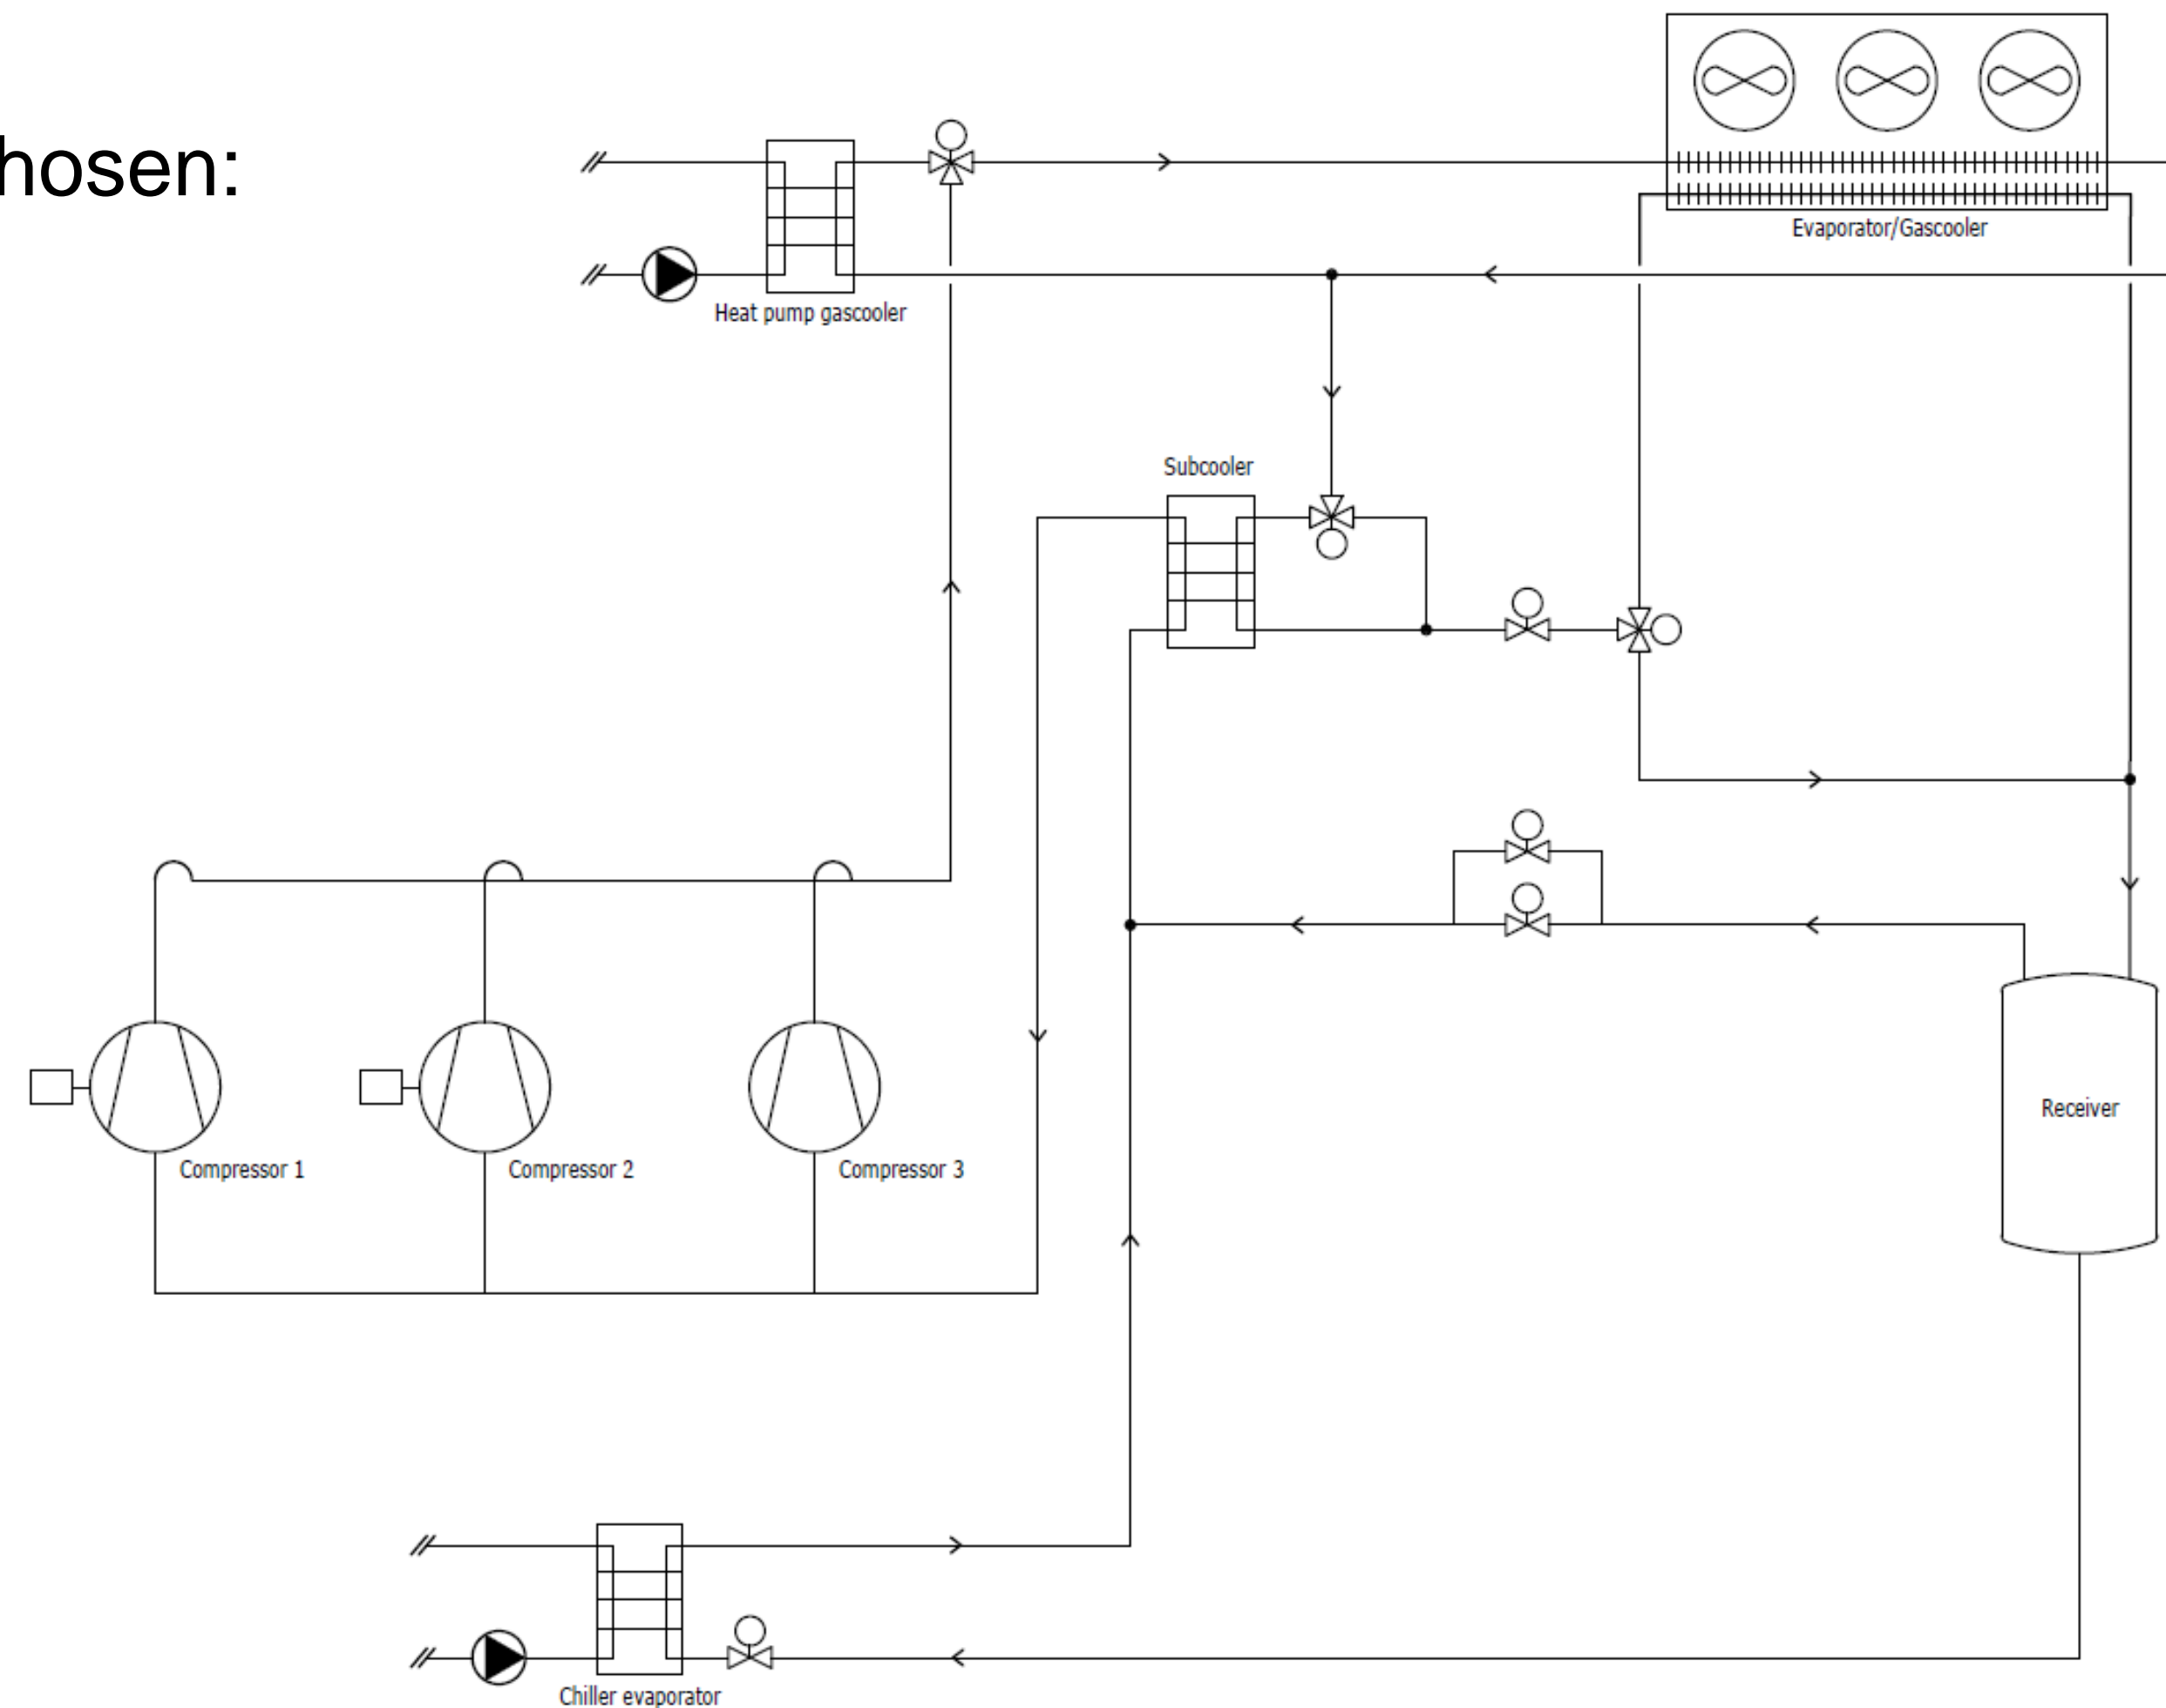 hosen:
Evaporator/Gascooler
Heat pump gascooler
Subcooler
Receiver
Compressor 1
Compressor 2
Compressor 3
Chiller evaporator